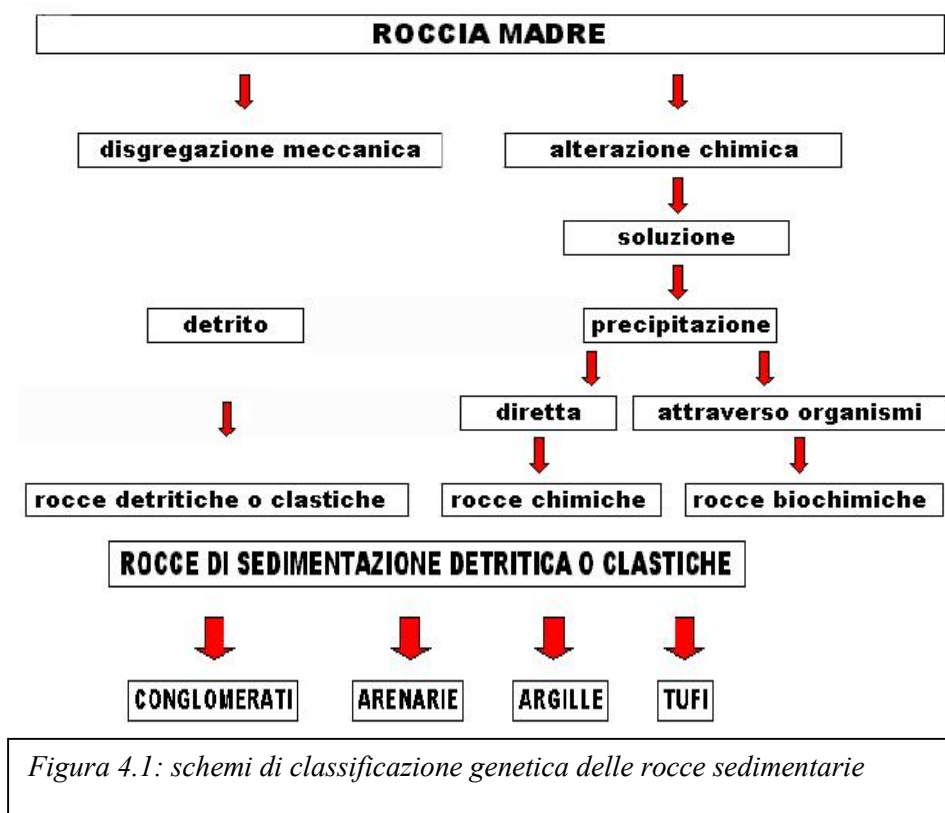 ROCCIA MADRE
disgregazione meccanica
alterazione chimica
soluzione
detrito
precipitazione
diretta
attraverso organismi
rocce detritiche o clastiche
rocce chimiche
rocce biochimiche
ROCCE DI SEDIMENTAZIONE DETRITICA O CLASTICHE
CONGLOMERATI
ARENARIE
ARGILLE
TUFI
Figura 4.1: schemi di classificazione genetica delle rocce sedimentarie